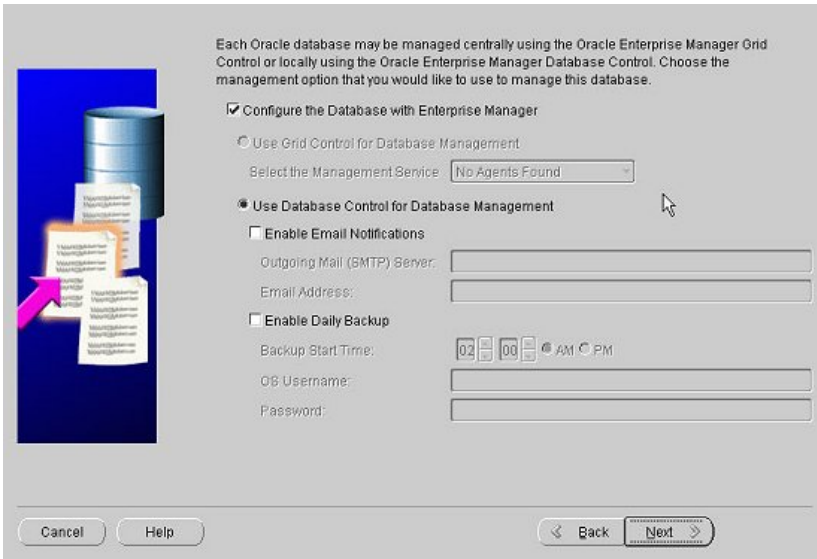 Each Oracle database may be managed centrally using the Oracle Enterprise Manager Grid
Control or locally using the Oracle Enterprise Manager Database Control. Choose the
management option that you would like to use to manage this database.
Configure the Database with Enterprise Manager
Use Grid Control for Database Management
Select the Management Service No Agents Found
Use Database Control for Database Management
Enable Email Notifications
Outgoing Mail (SMTP) Server:
Email Address:
Enable Daily Backup
Backup Start Time: 02 00 AM PM
OS Username:
Password:
Cancel Help Back Next